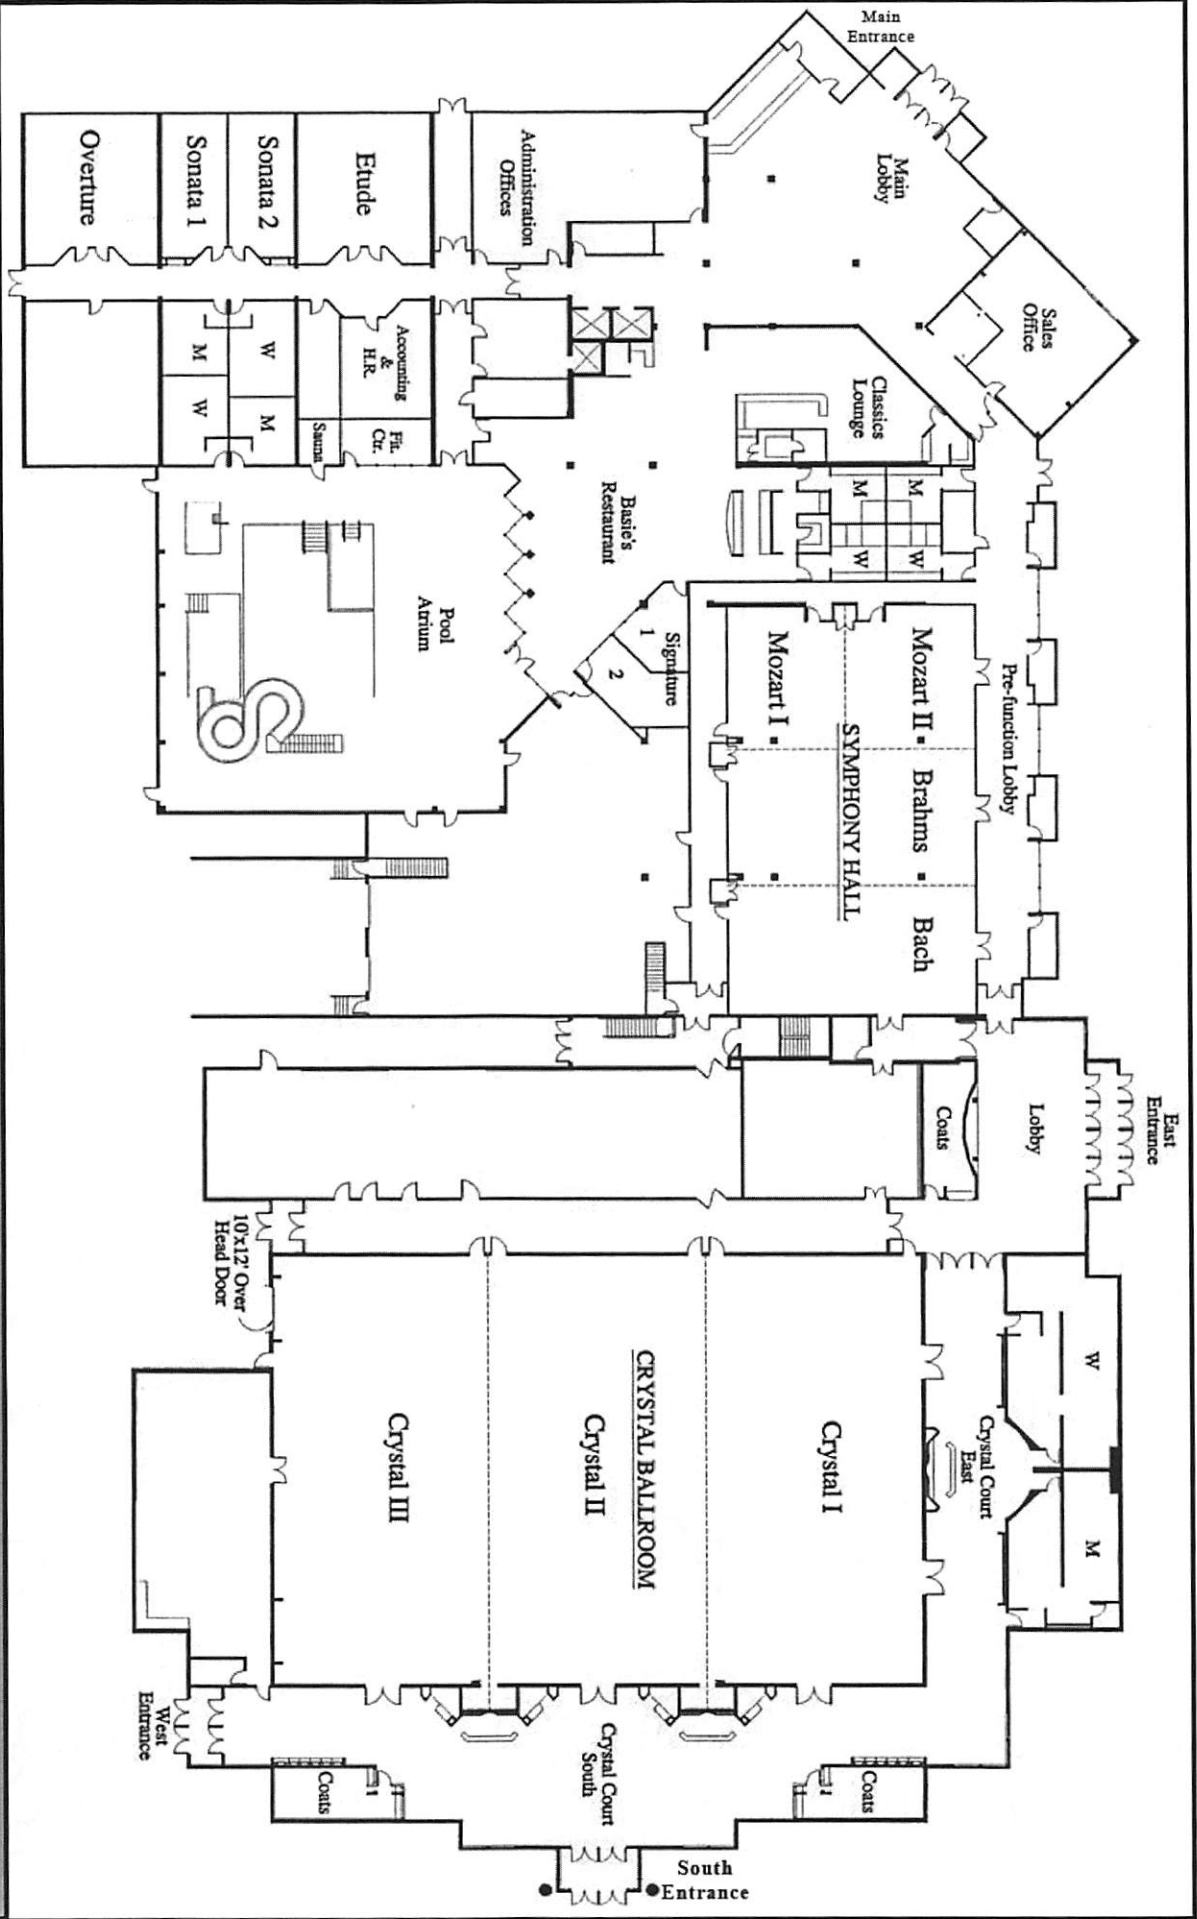 Main
Entrance
Main
Lobby
Administration
Offices
Overture
Sonata 1
Sonata 2
Etude
Sales
Office
Accounting
&
H.R.
M
W
W
M
Sauna
Fit.
Ctr.
Classics
Lounge
M
M
W
W
Basie's
Restaurant
Pool
Atrium
Signature
1
2
Mozart I
Mozart II
SYMPHONY HALL
Brahms
Bach
Pre-function Lobby
East
Entrance
Lobby
Coats
10'x12' Over
Head Door
W
Crystal Court
East
M
CRYSTAL BALLROOM
Crystal I
Crystal II
Crystal III
West
Entrance
Crystal Court
South
Coats
Coats
South
Entrance